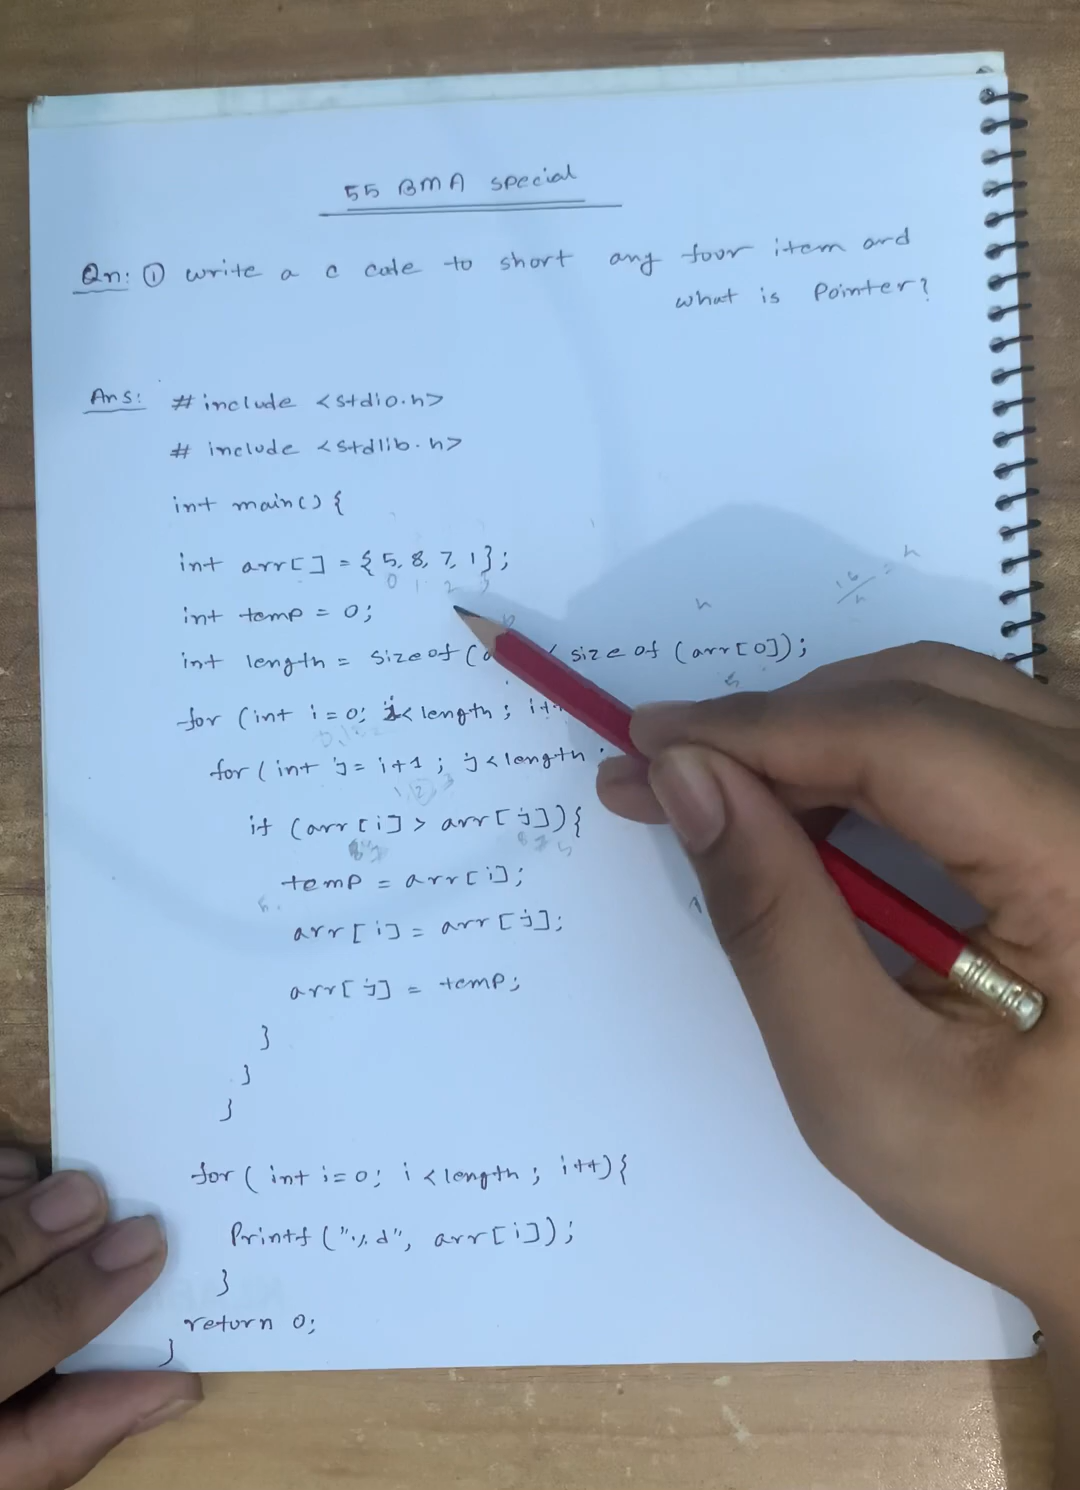 55 BMA special
Qn: ① write a c code to short any four item and
what is Pointer?
Ans: # include <stdio.h>
# include <stdlib.h>
int main() {
int arr[] = {5, 8, 7, 1};
0 1 2 3
int temp = 0;
int length = sizeof ( / sizeof (arr[0]);
for (int i = 0; i < length ; i++
for ( int j = i+1 ; j < length ;
if (arr[i] > arr[j]) {
temp = arr[i];
arr[i] = arr[j];
arr[j] = temp;
}
}
}
for ( int i = 0; i < length ; i++) {
Printf ("%d", arr[i]);
}
return 0;
}